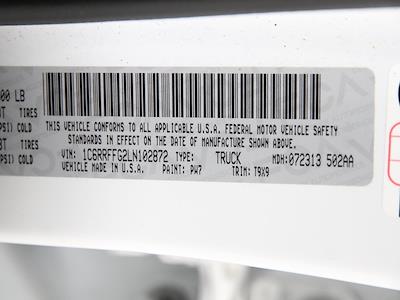 00 LB
T TIRES
PSI) COLD
BT TIRES
PSI) COLD
THIS VEHICLE CONFORMS TO ALL APPLICABLE U.S.A. FEDERAL MOTOR VEHICLE SAFETY
STANDARDS IN EFFECT ON THE DATE OF MANUFACTURE SHOWN ABOVE.
VIN: 1C6RRFFG2LN102872 TYPE: TRUCK MDH: 072313 502AA
VEHICLE MADE IN U.S.A. PAINT: PW7 TRIM: T9X9